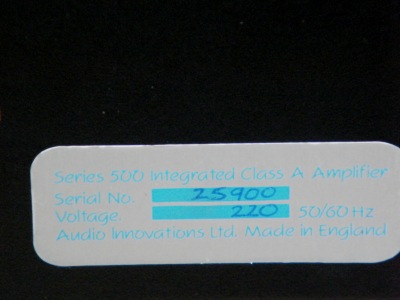 Series 500 Integrated Class A Amplifier
Serial No. 25900
Voltage 220 50/60 Hz
Audio Innovations Ltd. Made in England